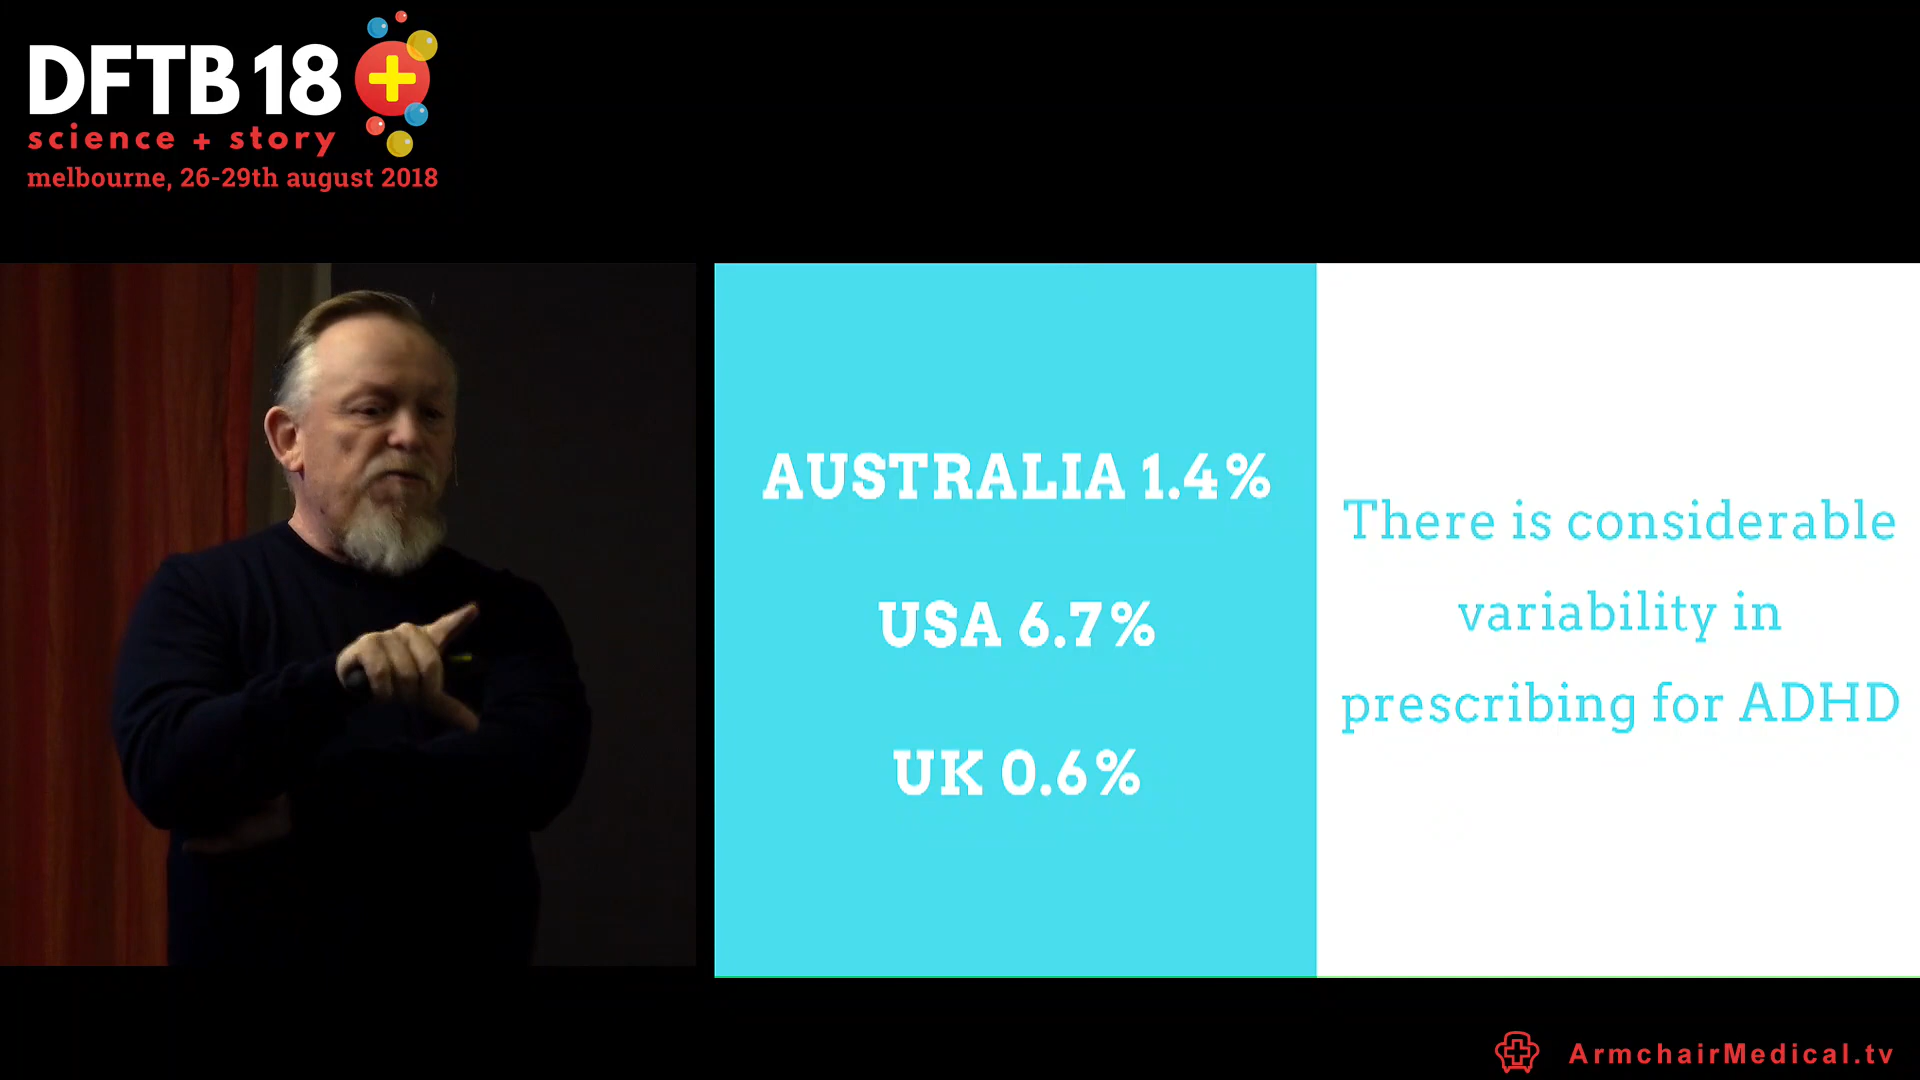 DFTB 18
science + story
melbourne, 26-29th august 2018
AUSTRALIA 1.4%
USA 6.7%
UK 0.6%
There is considerable
variability in
prescribing for ADHD
ArmchairMedical.tv